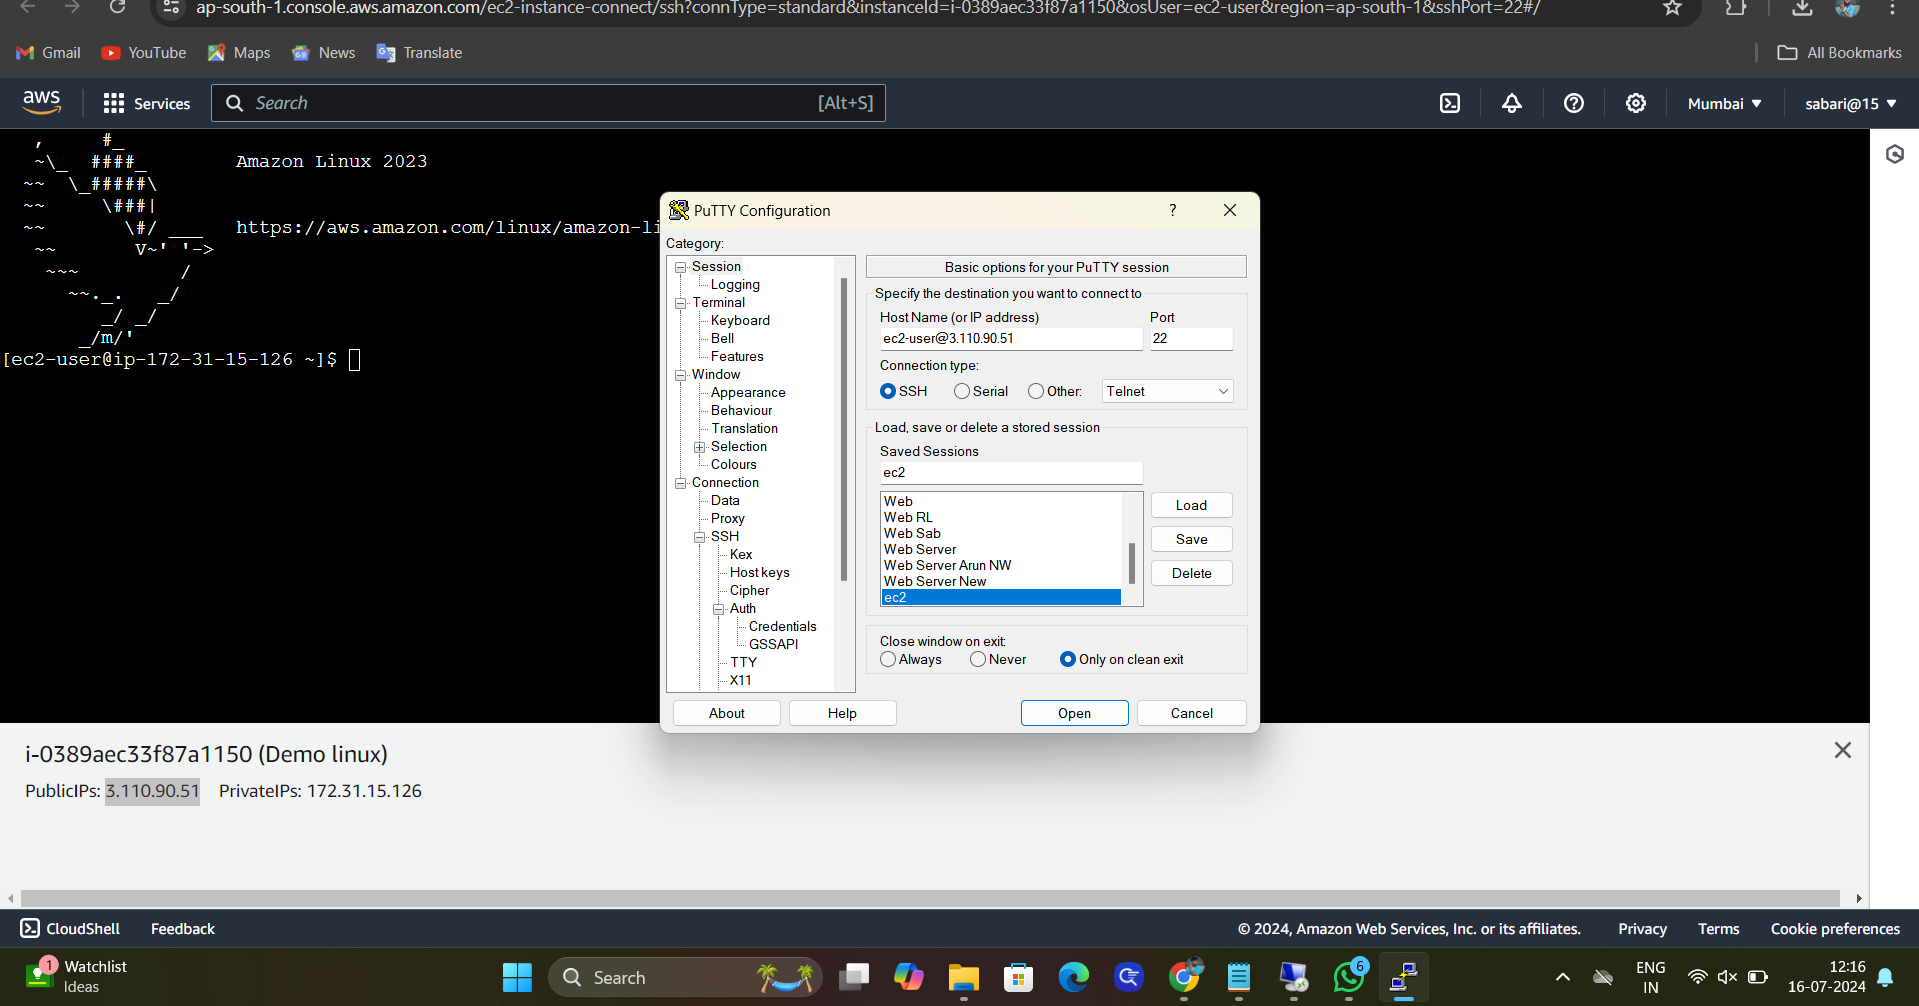 ap-south-1.console.aws.amazon.com/ec2-instance-connect/ssh?connType=standard&instanceId=i-0389aec33f87a1150&osUser=ec2-user&region=ap-south-1&sshPort=22#/
Gmail YouTube Maps News Translate All Bookmarks
aws Services Search [Alt+S] Mumbai ▼ sabari@15 ▼
   ,     #_
   ~\_  ####_        Amazon Linux 2023
  ~~  \_#####\
  ~~     \###|
  ~~       \#/ ___   https://aws.amazon.com/linux/amazon-li
   ~~       V~' '->
    ~~~         /
      ~~._.   _/
         _/ _/
       _/m/'
[ec2-user@ip-172-31-15-126 ~]$
PuTTY Configuration ?
Category:
Session
Logging
Terminal
Keyboard
Bell
Features
Window
Appearance
Behaviour
Translation
Selection
Colours
Connection
Data
Proxy
SSH
Kex
Host keys
Cipher
Auth
Credentials
GSSAPI
TTY
X11
Basic options for your PuTTY session
Specify the destination you want to connect to
Host Name (or IP address) Port
ec2-user@3.110.90.51 22
Connection type:
SSH Serial Other: Telnet
Load, save or delete a stored session
Saved Sessions
ec2
Web
Web RL
Web Sab
Web Server
Web Server Arun NW
Web Server New
ec2
Load
Save
Delete
Close window on exit:
Always Never Only on clean exit
About Help Open Cancel
i-0389aec33f87a1150 (Demo linux)
PublicIPs: 3.110.90.51 PrivateIPs: 172.31.15.126
CloudShell Feedback © 2024, Amazon Web Services, Inc. or its affiliates. Privacy Terms Cookie preferences
1 Watchlist
Ideas
Search
6
ENG
IN
12:16
16-07-2024